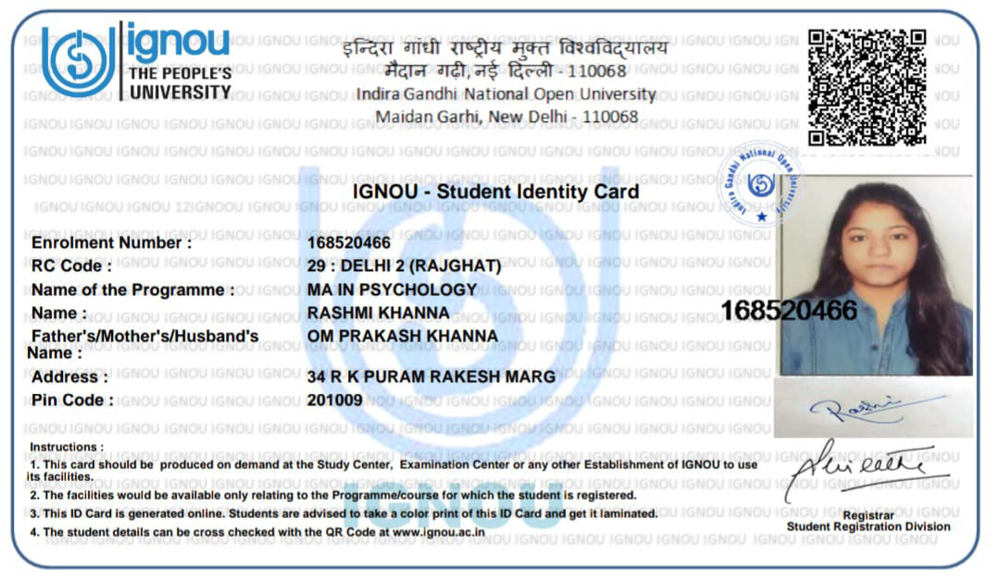 ignou
THE PEOPLE'S
UNIVERSITY
इन्दिरा गांधी राष्ट्रीय मुक्त विश्वविद्यालय
मैदान गढ़ी, नई दिल्ली - 110068
Indira Gandhi National Open University
Maidan Garhi, New Delhi - 110068
Indira Gandhi National Open University
IGNOU - Student Identity Card
Enrolment Number : 168520466
RC Code : 29 : DELHI 2 (RAJGHAT)
Name of the Programme : MA IN PSYCHOLOGY
Name : RASHMI KHANNA
Father's/Mother's/Husband's OM PRAKASH KHANNA
Name :
Address : 34 R K PURAM RAKESH MARG
Pin Code : 201009
168520466
Instructions :
1. This card should be produced on demand at the Study Center, Examination Center or any other Establishment of IGNOU to use
its facilities.
2. The facilities would be available only relating to the Programme/course for which the student is registered.
3. This ID Card is generated online. Students are advised to take a color print of this ID Card and get it laminated.
4. The student details can be cross checked with the QR Code at www.ignou.ac.in
Registrar
Student Registration Division
IGNOU